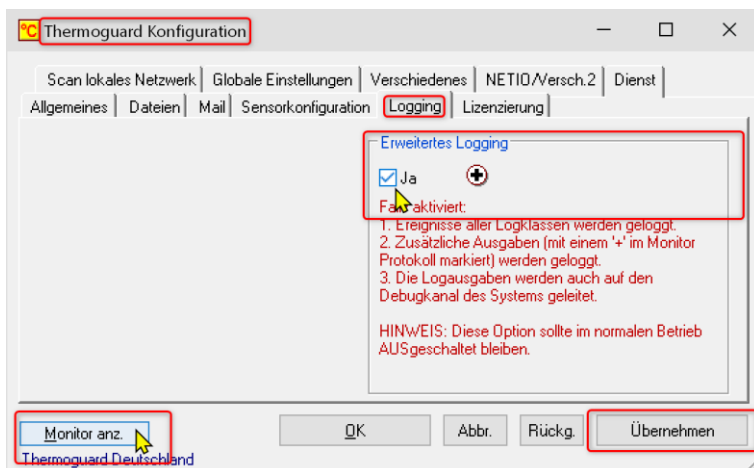 Thermoguard Konfiguration
Scan lokales Netzwerk Globale Einstellungen Verschiedenes NETIO/Versch.2 Dienst
Allgemeines Dateien Mail Sensorkonfiguration Logging Lizenzierung
Erweitertes Logging
Ja
Falls aktiviert:
1. Ereignisse aller Logklassen werden geloggt.
2. Zusätzliche Ausgaben (mit einem '+' im Monitor
Protokoll markiert) werden geloggt.
3. Die Logausgaben werden auch auf den
Debugkanal des Systems geleitet.
HINWEIS: Diese Option sollte im normalen Betrieb
AUSgeschaltet bleiben.
Monitor anz. OK Abbr. Rückg. Übernehmen
Thermoguard Deutschland